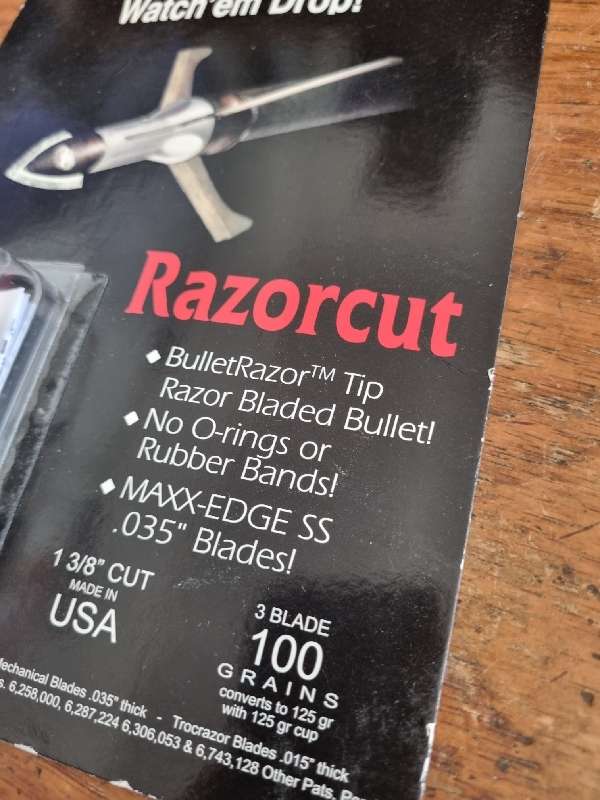 Watch'em Drop!
Razorcut
◆ BulletRazor™ Tip
Razor Bladed Bullet!
◆ No O-rings or
Rubber Bands!
◆ MAXX-EDGE SS
.035" Blades!
1 3/8" CUT
MADE IN
USA
3 BLADE
100
GRAINS
converts to 125 gr
with 125 gr cup
Blades .035" thick - Trocrazor Blades .015" thick
6,258,000, 6,287,224 6,306,053 & 6,743,128 Other Pats.